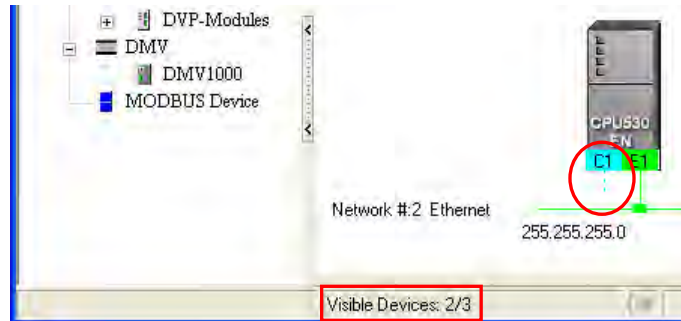 DVP-Modules
DMV
DMV1000
MODBUS Device
CPU530
EN
C1 E1
Network #:2 Ethernet
255.255.255.0
Visible Devices: 2/3